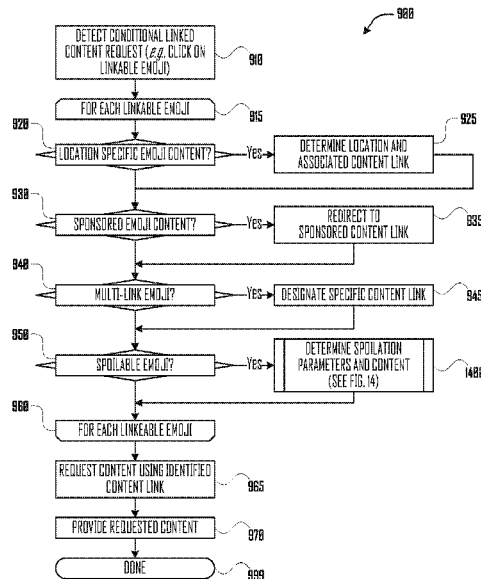 900
DETECT CONDITIONAL LINKED
CONTENT REQUEST (e.g. CLICK ON
LINKABLE EMOJI)
910
FOR EACH LINKABLE EMOJI
915
920
LOCATION SPECIFIC EMOJI CONTENT?
Yes
DETERMINE LOCATION AND
ASSOCIATED CONTENT LINK
925
930
SPONSORED EMOJI CONTENT?
Yes
REDIRECT TO
SPONSORED CONTENT LINK
935
940
MULTI-LINK EMOJI?
Yes
DESIGNATE SPECIFIC CONTENT LINK
945
950
SPOILABLE EMOJI?
Yes
DETERMINE SPOILATION
PARAMETERS AND CONTENT
(SEE FIG. 14)
1400
960
FOR EACH LINKEABLE EMOJI
REQUEST CONTENT USING IDENTIFIED
CONTENT LINK
965
PROVIDE REQUESTED CONTENT
970
DONE
999